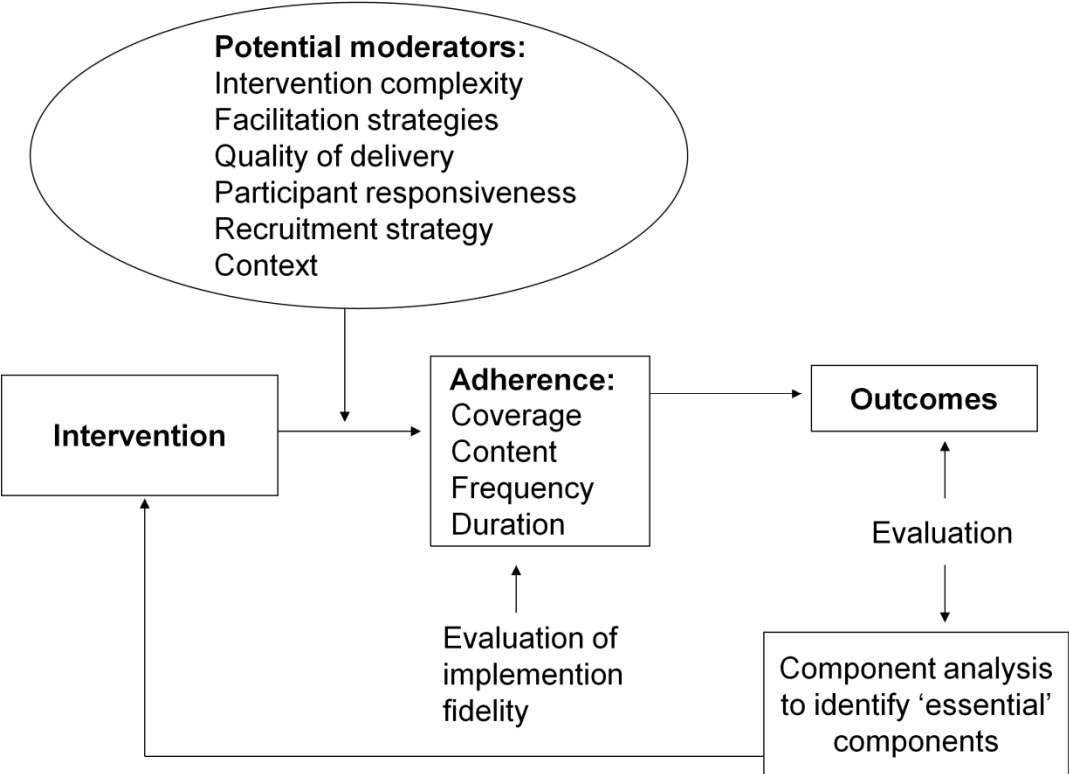 Potential moderators:
Intervention complexity
Facilitation strategies
Quality of delivery
Participant responsiveness
Recruitment strategy
Context
Intervention
Adherence:
Coverage
Content
Frequency
Duration
Outcomes
Evaluation
Evaluation of
implemention
fidelity
Component analysis
to identify ‘essential’
components